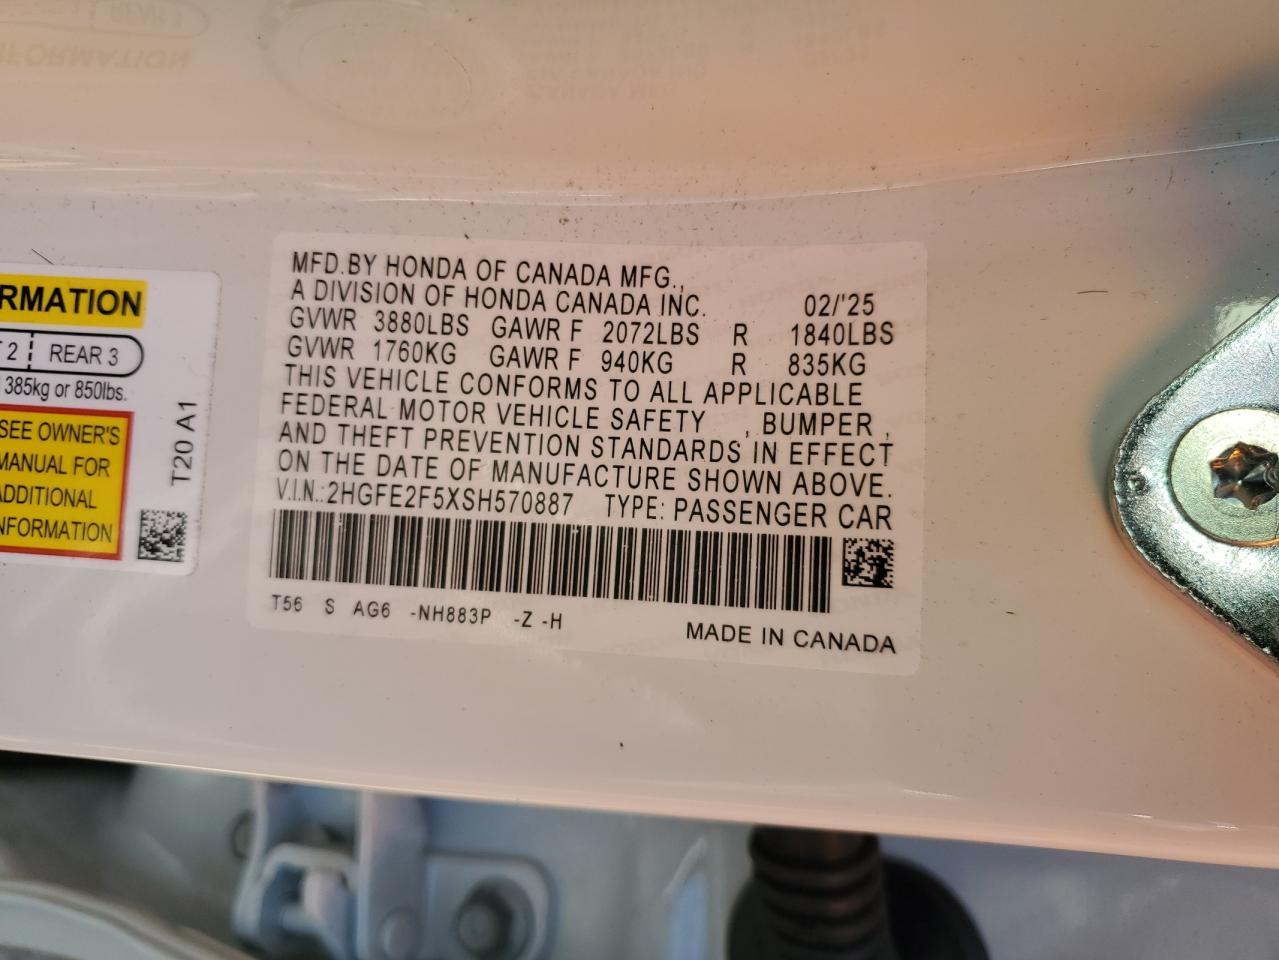 RMATION
2 REAR 3
385kg or 850lbs.
SEE OWNER'S
MANUAL FOR
ADDITIONAL
INFORMATION
T20 A1
MFD.BY HONDA OF CANADA MFG.,
A DIVISION OF HONDA CANADA INC. 02/'25
GVWR 3880LBS GAWR F 2072LBS R 1840LBS
GVWR 1760KG GAWR F 940KG R 835KG
THIS VEHICLE CONFORMS TO ALL APPLICABLE
FEDERAL MOTOR VEHICLE SAFETY , BUMPER ,
AND THEFT PREVENTION STANDARDS IN EFFECT
ON THE DATE OF MANUFACTURE SHOWN ABOVE.
V.I.N.:2HGFE2F5XSH570887 TYPE: PASSENGER CAR
T56 S AG6 -NH883P -Z -H
MADE IN CANADA